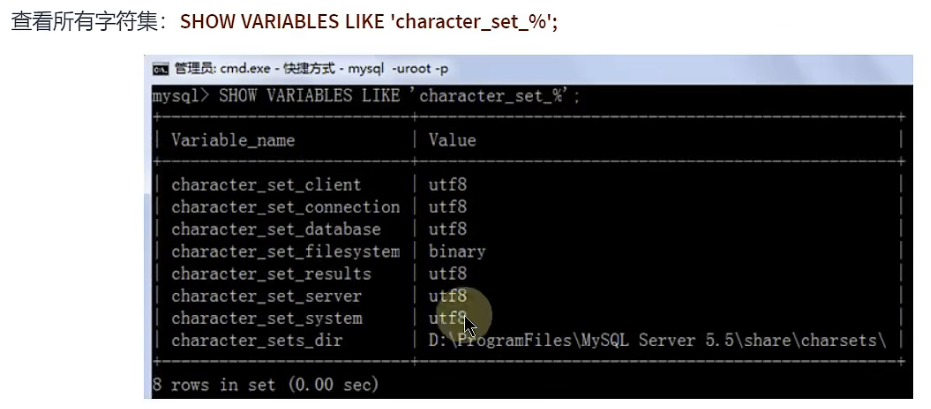 查看所有字符集：SHOW VARIABLES LIKE 'character_set_%';
管理员: cmd.exe - 快捷方式 - mysql -uroot -p
mysql> SHOW VARIABLES LIKE 'character_set_%';
+--------------------------+------------------------------------------------+
| Variable_name | Value |
+--------------------------+------------------------------------------------+
| character_set_client | utf8 |
| character_set_connection | utf8 |
| character_set_database | utf8 |
| character_set_filesystem | binary |
| character_set_results | utf8 |
| character_set_server | utf8 |
| character_set_system | utf8 |
| character_sets_dir | D:\ProgramFiles\MySQL Server 5.5\share\charsets\ |
+--------------------------+------------------------------------------------+
8 rows in set (0.00 sec)